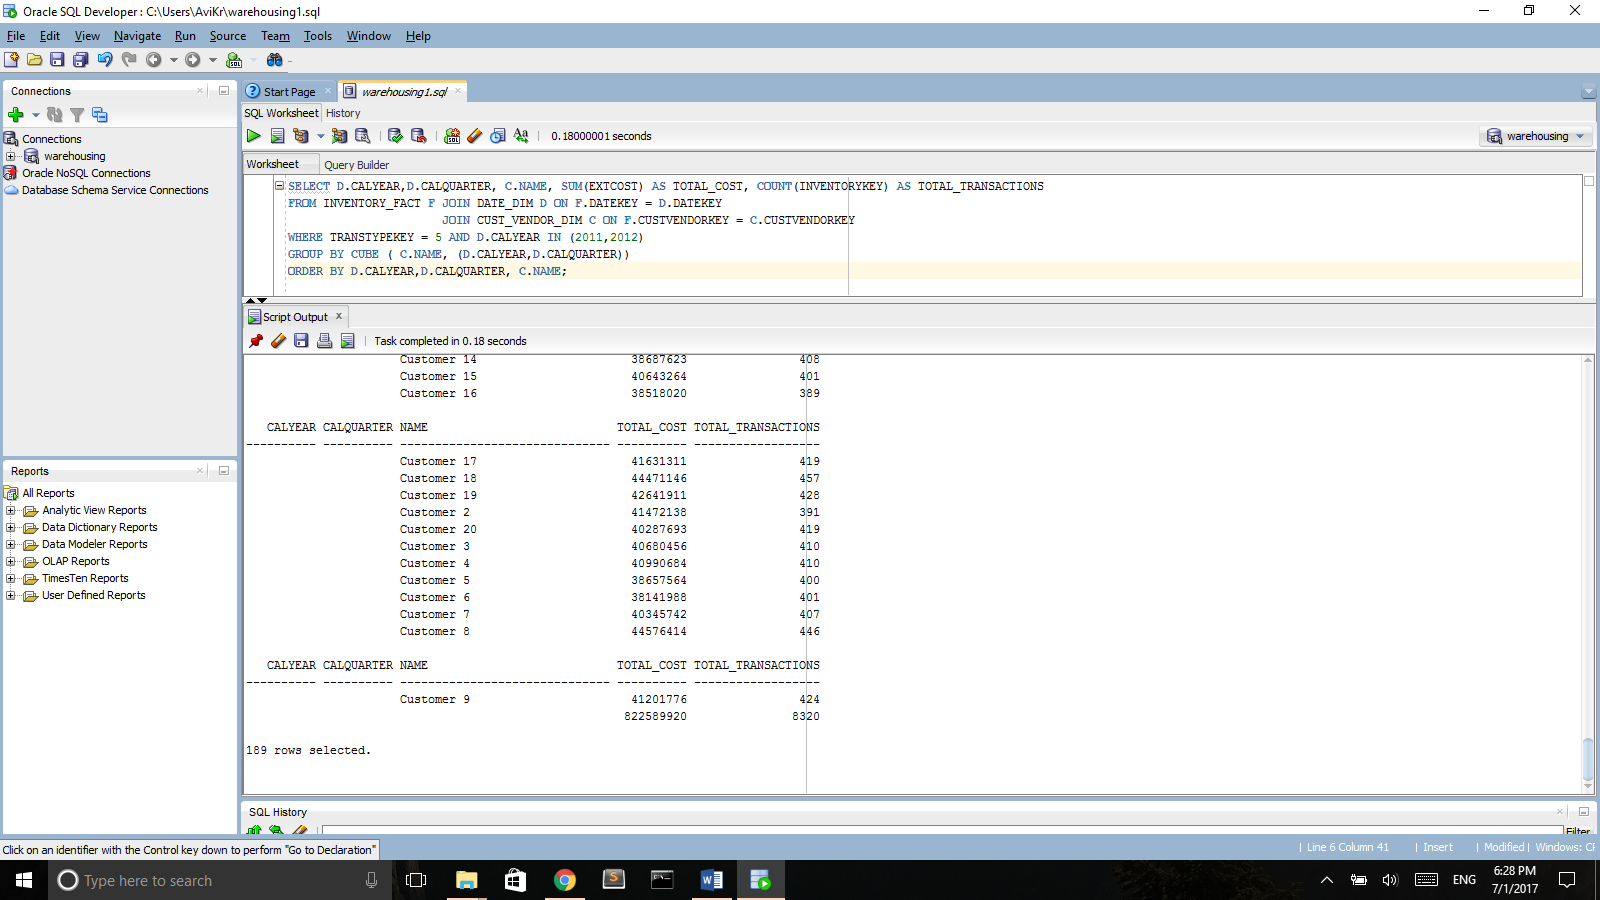 Oracle SQL Developer : C:\Users\AviKr\warehousing1.sql
File Edit View Navigate Run Source Team Tools Window Help
Connections
Connections
warehousing
Oracle NoSQL Connections
Database Schema Service Connections
Reports
All Reports
Analytic View Reports
Data Dictionary Reports
Data Modeler Reports
OLAP Reports
TimesTen Reports
User Defined Reports
Start Page warehousing1.sql
SQL Worksheet History
0.18000001 seconds
warehousing
Worksheet Query Builder
SELECT D.CALYEAR,D.CALQUARTER, C.NAME, SUM(EXTCOST) AS TOTAL_COST, COUNT(INVENTORYKEY) AS TOTAL_TRANSACTIONS
FROM INVENTORY_FACT F JOIN DATE_DIM D ON F.DATEKEY = D.DATEKEY
JOIN CUST_VENDOR_DIM C ON F.CUSTVENDORKEY = C.CUSTVENDORKEY
WHERE TRANSTYPEKEY = 5 AND D.CALYEAR IN (2011,2012)
GROUP BY CUBE ( C.NAME, (D.CALYEAR,D.CALQUARTER))
ORDER BY D.CALYEAR,D.CALQUARTER, C.NAME;
Script Output
Task completed in 0.18 seconds
Customer 14 38687623 408
Customer 15 40643264 401
Customer 16 38518020 389
CALYEAR CALQUARTER NAME TOTAL_COST TOTAL_TRANSACTIONS
---------- ---------- ------------------------------ ---------- ------------------
Customer 17 41631311 419
Customer 18 44471146 457
Customer 19 42641911 428
Customer 2 41472138 391
Customer 20 40287693 419
Customer 3 40680456 410
Customer 4 40990684 410
Customer 5 38657564 400
Customer 6 38141988 401
Customer 7 40345742 407
Customer 8 44576414 446
CALYEAR CALQUARTER NAME TOTAL_COST TOTAL_TRANSACTIONS
---------- ---------- ------------------------------ ---------- ------------------
Customer 9 41201776 424
822589920 8320
189 rows selected.
SQL History
Filter
Click on an identifier with the Control key down to perform "Go to Declaration"
Line 6 Column 41 | Insert | Modified | Windows: CF
Type here to search
ENG
6:28 PM
7/1/2017